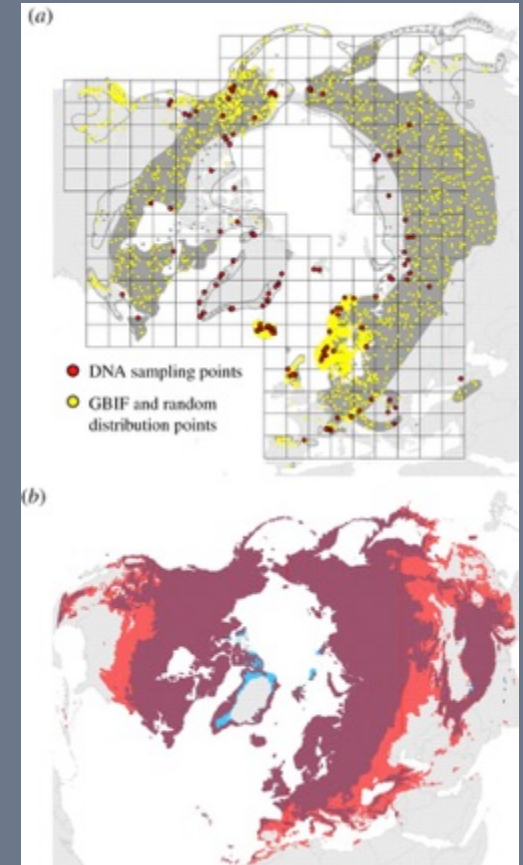 (a)
DNA sampling points
GBIF and random
distribution points
(b)